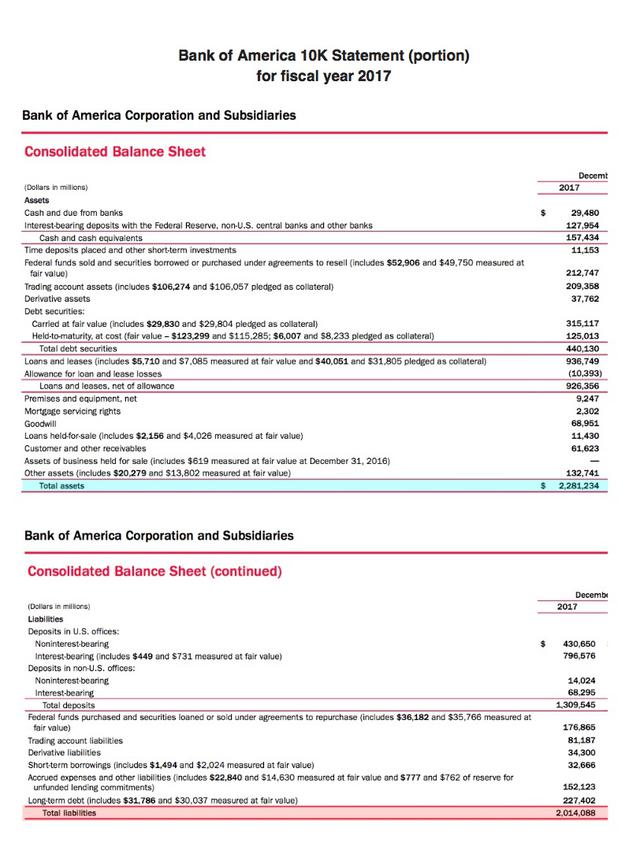 Bank of America 10K Statement (portion)
for fiscal year 2017
Bank of America Corporation and Subsidiaries
Consolidated Balance Sheet
Decemb
(Dollars in millions) 2017
Assets
Cash and due from banks $ 29,480
Interest-bearing deposits with the Federal Reserve, non-U.S. central banks and other banks 127,954
Cash and cash equivalents 157,434
Time deposits placed and other short-term investments 11,153
Federal funds sold and securities borrowed or purchased under agreements to resell (includes $52,906 and $49,750 measured at
fair value) 212,747
Trading account assets (includes $106,274 and $106,057 pledged as collateral) 209,358
Derivative assets 37,762
Debt securities:
Carried at fair value (includes $29,830 and $29,804 pledged as collateral) 315,117
Held-to-maturity, at cost (fair value – $123,299 and $115,285; $6,007 and $8,233 pledged as collateral) 125,013
Total debt securities 440,130
Loans and leases (includes $5,710 and $7,085 measured at fair value and $40,051 and $31,805 pledged as collateral) 936,749
Allowance for loan and lease losses (10,393)
Loans and leases, net of allowance 926,356
Premises and equipment, net 9,247
Mortgage servicing rights 2,302
Goodwill 68,951
Loans held-for-sale (includes $2,156 and $4,026 measured at fair value) 11,430
Customer and other receivables 61,623
Assets of business held for sale (includes $619 measured at fair value at December 31, 2016) —
Other assets (includes $20,279 and $13,802 measured at fair value) 132,741
Total assets $ 2,281,234
Bank of America Corporation and Subsidiaries
Consolidated Balance Sheet (continued)
Decembe
(Dollars in millions) 2017
Liabilities
Deposits in U.S. offices:
Noninterest-bearing $ 430,650
Interest-bearing (includes $449 and $731 measured at fair value) 796,576
Deposits in non-U.S. offices:
Noninterest-bearing 14,024
Interest-bearing 68,295
Total deposits 1,309,545
Federal funds purchased and securities loaned or sold under agreements to repurchase (includes $36,182 and $35,766 measured at
fair value) 176,865
Trading account liabilities 81,187
Derivative liabilities 34,300
Short-term borrowings (includes $1,494 and $2,024 measured at fair value) 32,666
Accrued expenses and other liabilities (includes $22,840 and $14,630 measured at fair value and $777 and $762 of reserve for
unfunded lending commitments) 152,123
Long-term debt (includes $31,786 and $30,037 measured at fair value) 227,402
Total liabilities 2,014,088